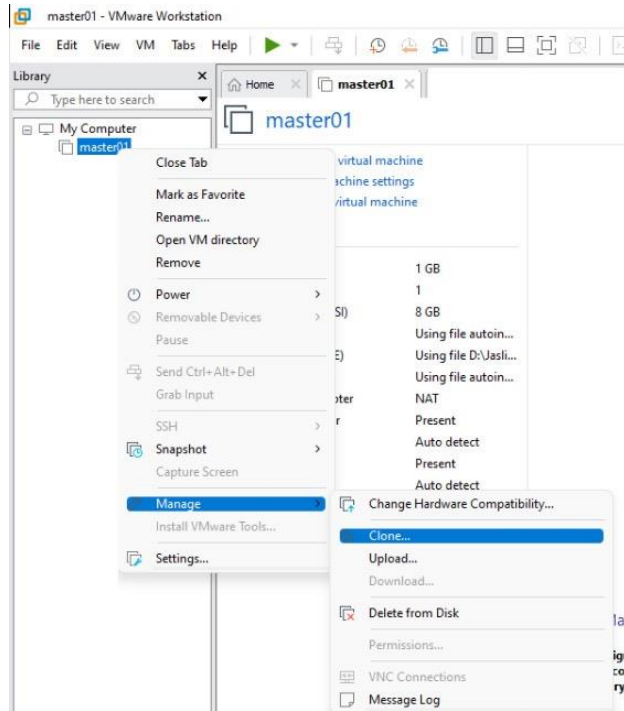 master01 - VMware Workstation
File Edit View VM Tabs Help
Library
Type here to search
My Computer
master01
Home
master01
master01
virtual machine
achine settings
virtual machine
Close Tab
Mark as Favorite
Rename...
Open VM directory
Remove
Power
Removable Devices
Pause
Send Ctrl+Alt+Del
Grab Input
SSH
Snapshot
Capture Screen
Manage
Install VMware Tools...
Settings...
1 GB
1
SI) 8 GB
Using file autoin...
E) Using file D:\Jasli...
Using file autoin...
pter NAT
r Present
Auto detect
Present
Auto detect
Change Hardware Compatibility...
Clone...
Upload...
Download...
Delete from Disk
Permissions...
VNC Connections
Message Log